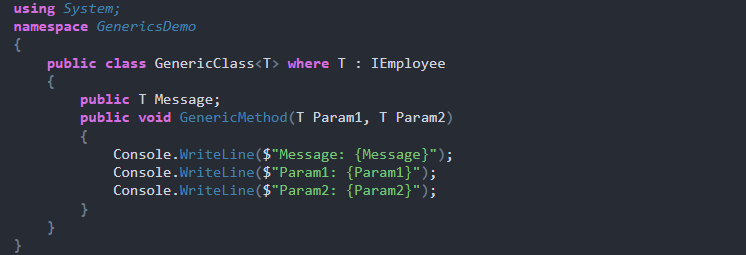 using System;
namespace GenericsDemo
{
    public class GenericClass<T> where T : IEmployee
    {
        public T Message;
        public void GenericMethod(T Param1, T Param2)
        {
            Console.WriteLine($"Message: {Message}");
            Console.WriteLine($"Param1: {Param1}");
            Console.WriteLine($"Param2: {Param2}");
        }
    }
}